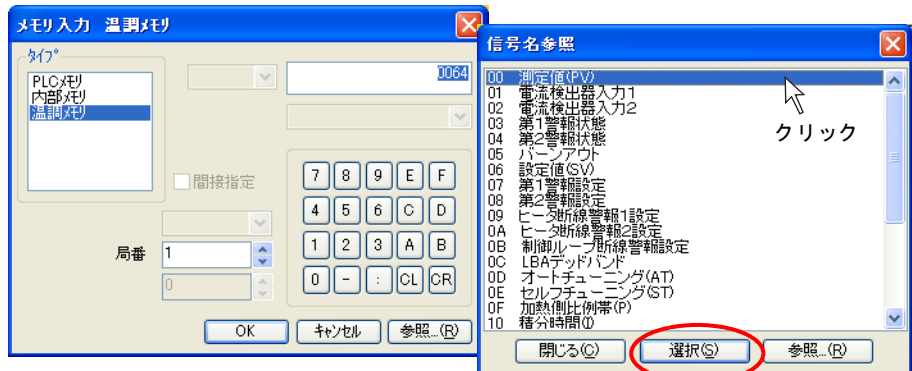 メモリ入力 温調メモリ
タイプ
PLCメモリ
内部メモリ
温調メモリ
0064
間接指定
局番
1
0
7 8 9 E F
4 5 6 C D
1 2 3 A B
0 - : CL CR
OK キャンセル 参照...(R)
信号名参照
00 測定値(PV)
01 電流検出器入力1
02 電流検出器入力2
03 第1警報状態
04 第2警報状態
05 バーンアウト
06 設定値(SV)
07 第1警報設定
08 第2警報設定
09 ヒータ断線警報1設定
0A ヒータ断線警報2設定
0B 制御ループ断線警報設定
0C LBAデッドバンド
0D オートチューニング(AT)
0E セルフチューニング(ST)
0F 加熱側比例帯(P)
10 積分時間(I)
クリック
閉じる(C) 選択(S) 参照...(R)